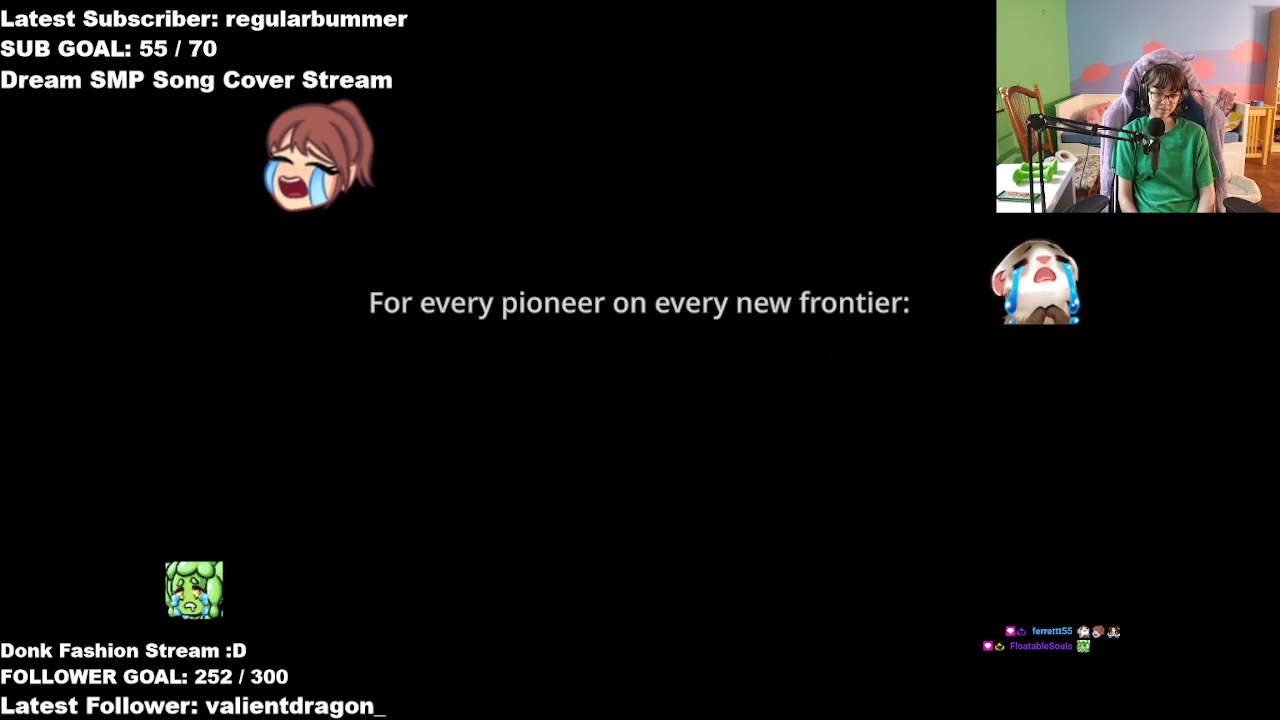 Latest Subscriber: regularbummer
SUB GOAL: 55 / 70
Dream SMP Song Cover Stream
For every pioneer on every new frontier:
ferrettt55
FloatableSouls
Donk Fashion Stream :D
FOLLOWER GOAL: 252 / 300
Latest Follower: valientdragon_